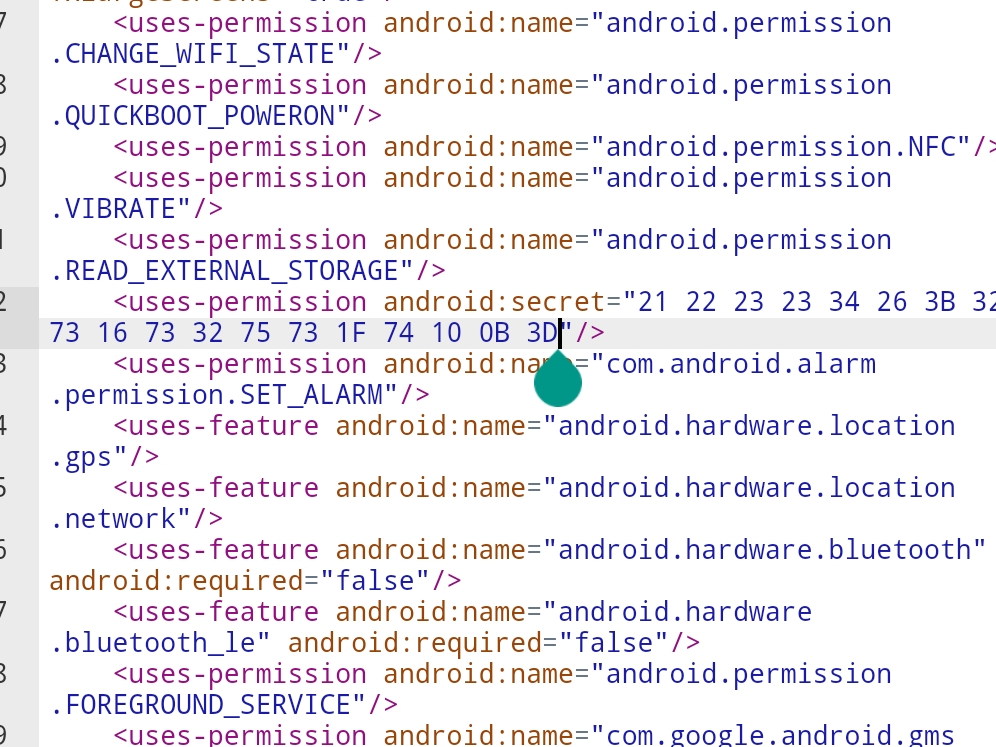 7    <uses-permission android:name="android.permission
.CHANGE_WIFI_STATE"/>
8    <uses-permission android:name="android.permission
.QUICKBOOT_POWERON"/>
9    <uses-permission android:name="android.permission.NFC"/>
0    <uses-permission android:name="android.permission
.VIBRATE"/>
1    <uses-permission android:name="android.permission
.READ_EXTERNAL_STORAGE"/>
2    <uses-permission android:secret="21 22 23 23 34 26 3B 32
73 16 73 32 75 73 1F 74 10 0B 3D"/>
3    <uses-permission android:name="com.android.alarm
.permission.SET_ALARM"/>
4    <uses-feature android:name="android.hardware.location
.gps"/>
5    <uses-feature android:name="android.hardware.location
.network"/>
6    <uses-feature android:name="android.hardware.bluetooth"
android:required="false"/>
7    <uses-feature android:name="android.hardware
.bluetooth_le" android:required="false"/>
8    <uses-permission android:name="android.permission
.FOREGROUND_SERVICE"/>
9    <uses-permission android:name="com.google.android.gms